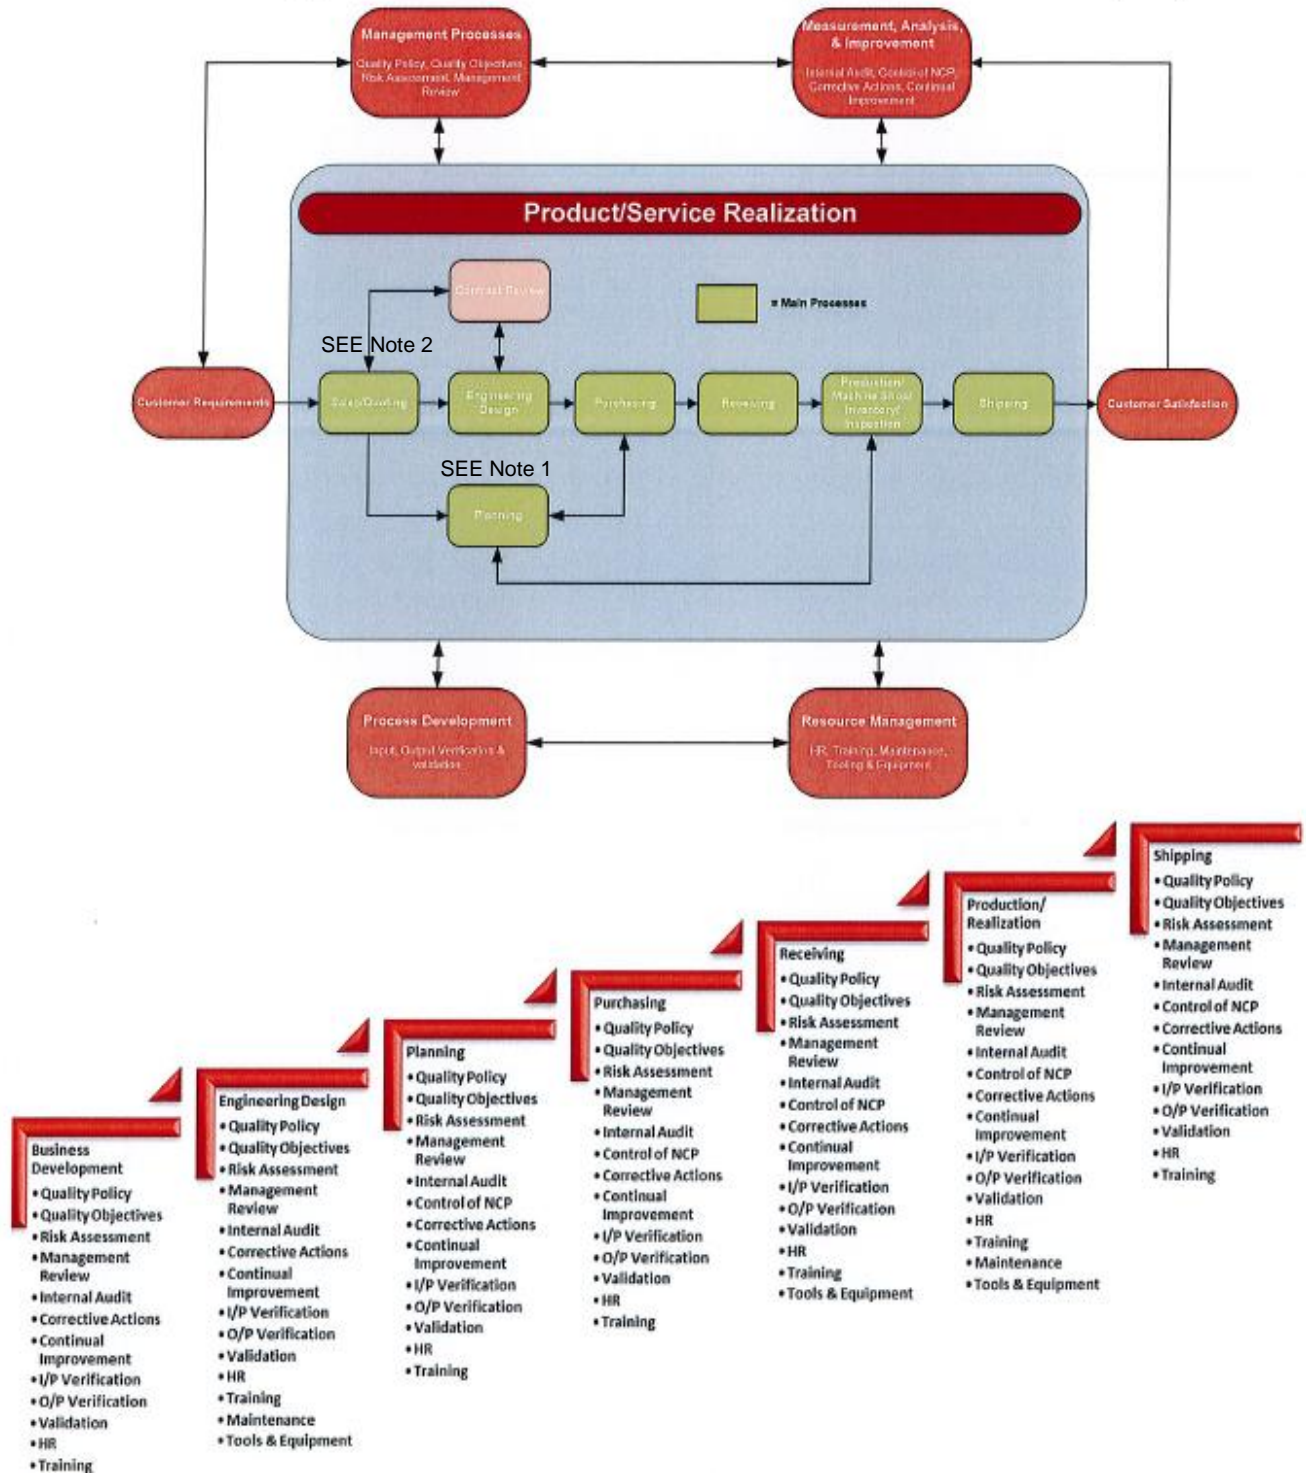 Management Processes
Quality Policy, Quality Objectives,
Risk Assessment, Management
Review
Measurement, Analysis,
& Improvement
Internal Audit, Control of NCP,
Corrective Actions, Continual
Improvement
Product/Service Realization
Contract Review
= Main Processes
SEE Note 2
Customer Requirements
Sales/Quoting
Engineering
Design
Purchasing
Receiving
Production/
Machine Shop/
Inventory/
Inspection
Shipping
Customer Satisfaction
SEE Note 1
Planning
Process Development
Input, Output Verification &
validation
Resource Management
HR, Training, Maintenance,
Tooling & Equipment
Business
Development
• Quality Policy
• Quality Objectives
• Risk Assessment
• Management
Review
• Internal Audit
• Corrective Actions
• Continual
Improvement
• I/P Verification
• O/P Verification
• Validation
• HR
• Training
Engineering Design
• Quality Policy
• Quality Objectives
• Risk Assessment
• Management
Review
• Internal Audit
• Corrective Actions
• Continual
Improvement
• I/P Verification
• O/P Verification
• Validation
• HR
• Training
• Maintenance
• Tools & Equipment
Planning
• Quality Policy
• Quality Objectives
• Risk Assessment
• Management
Review
• Internal Audit
• Control of NCP
• Corrective Actions
• Continual
Improvement
• I/P Verification
• O/P Verification
• Validation
• HR
• Training
Purchasing
• Quality Policy
• Quality Objectives
• Risk Assessment
• Management
Review
• Internal Audit
• Control of NCP
• Corrective Actions
• Continual
Improvement
• I/P Verification
• O/P Verification
• Validation
• HR
• Training
Receiving
• Quality Policy
• Quality Objectives
• Risk Assessment
• Management
Review
• Internal Audit
• Control of NCP
• Corrective Actions
• Continual
Improvement
• I/P Verification
• O/P Verification
• Validation
• HR
• Training
• Tools & Equipment
Production/
Realization
• Quality Policy
• Quality Objectives
• Risk Assessment
• Management
Review
• Internal Audit
• Control of NCP
• Corrective Actions
• Continual
Improvement
• I/P Verification
• O/P Verification
• Validation
• HR
• Training
• Maintenance
• Tools & Equipment
Shipping
• Quality Policy
• Quality Objectives
• Risk Assessment
• Management
Review
• Internal Audit
• Control of NCP
• Corrective Actions
• Continual
Improvement
• I/P Verification
• O/P Verification
• Validation
• HR
• Training